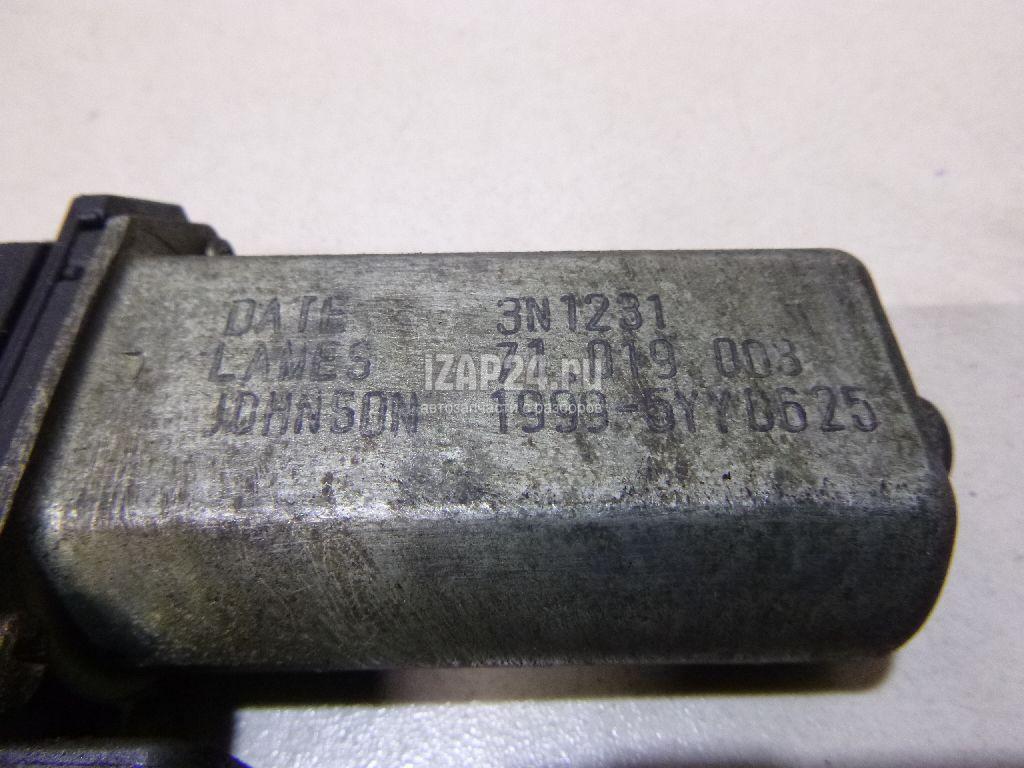 DATE 3N1231
LAMES 71.019.003
JOHNSON 1999-5YYD625
IZAP24.ru
автозапчасти с разборов